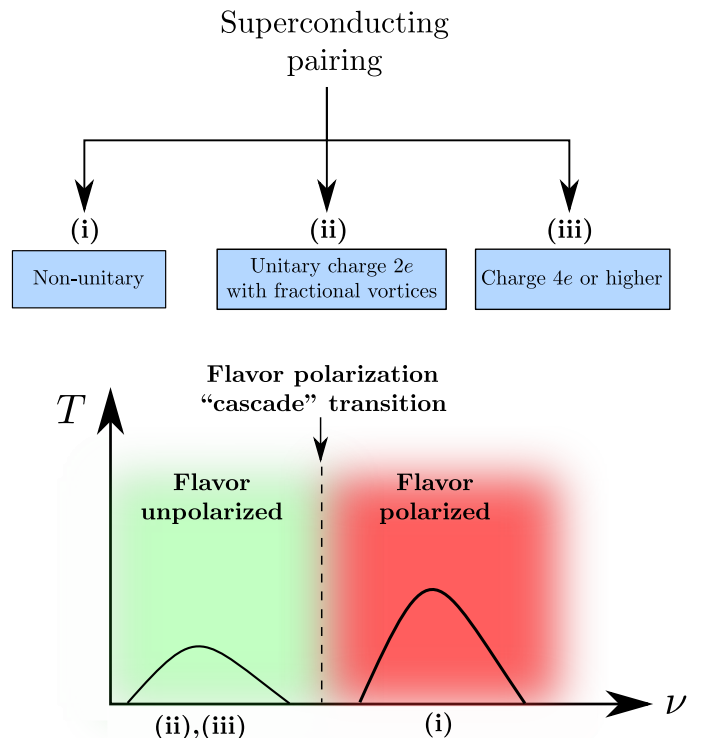 Superconducting
pairing
(i)
(ii)
(iii)
Non-unitary
Unitary charge 2e
with fractional vortices
Charge 4e or higher
Flavor polarization
“cascade” transition
T
Flavor
unpolarized
Flavor
polarized
ν
(ii),(iii)
(i)